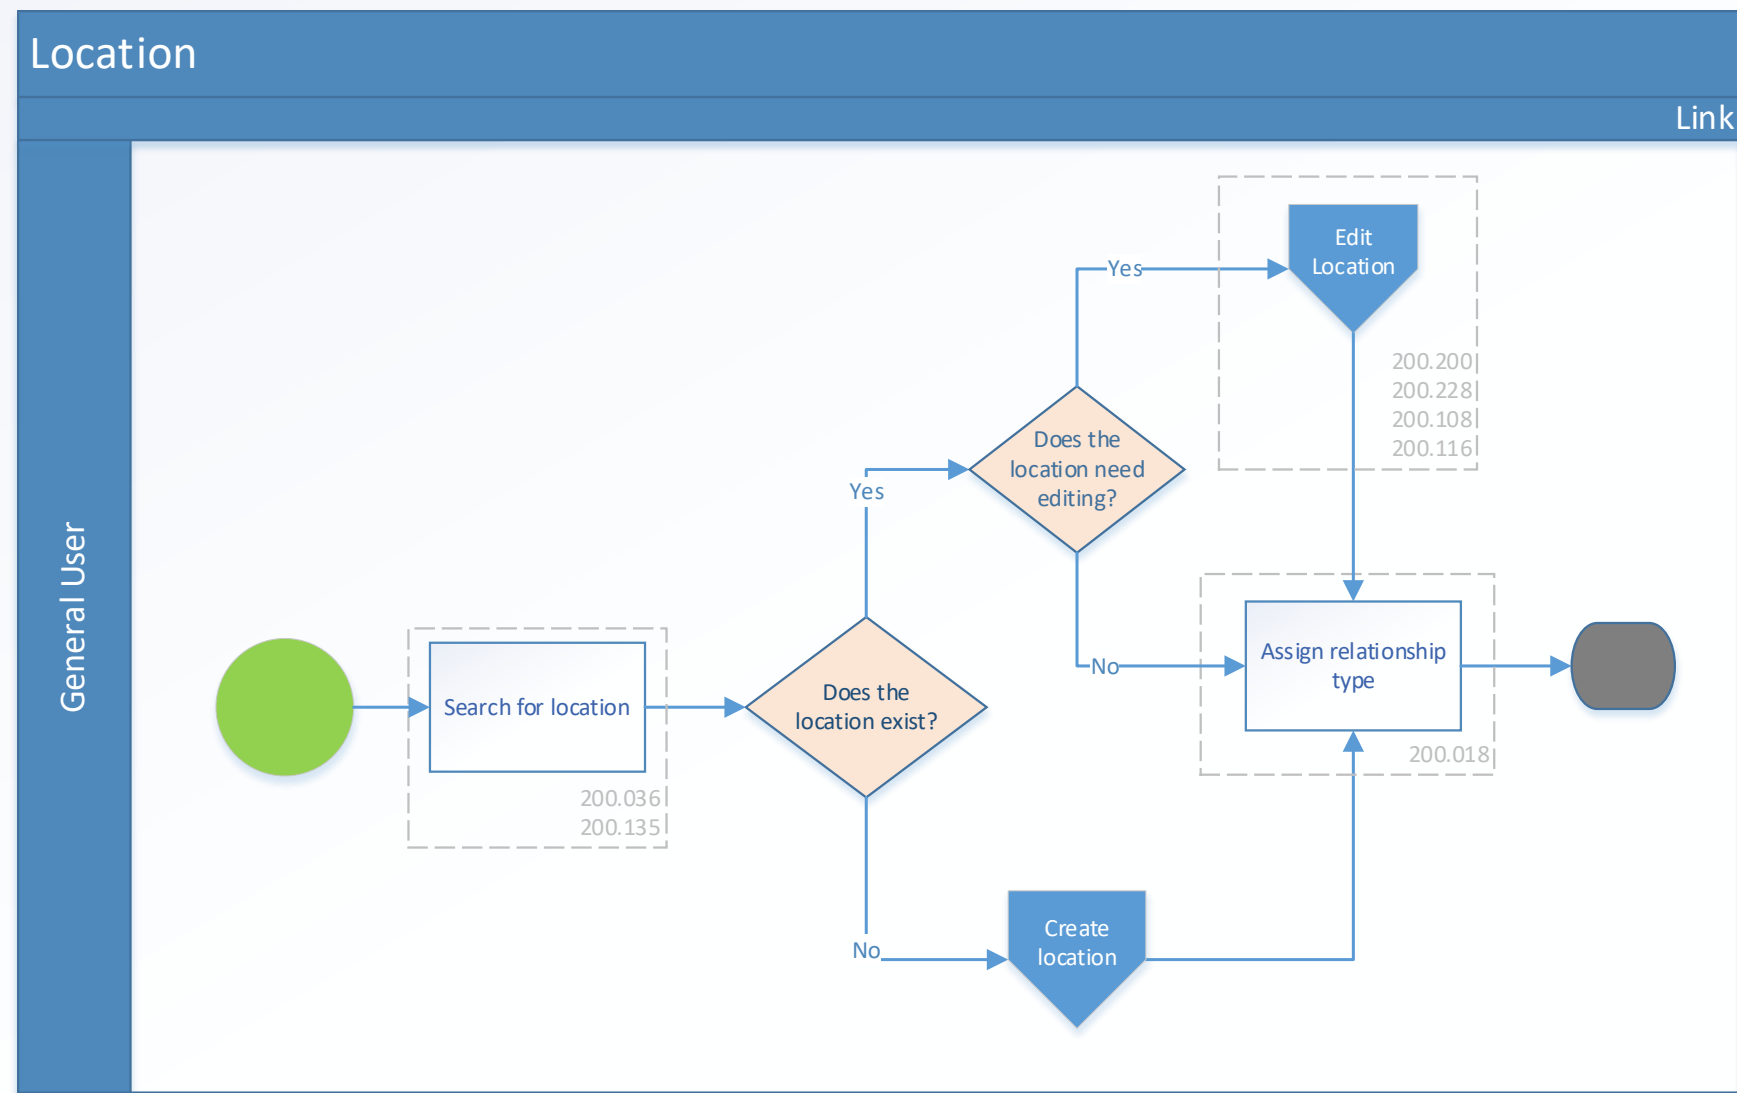 Location
Link
General User
Edit
Location
Yes
200.200
200.228
200.108
200.116
Does the
location need
editing?
Yes
No
Assign relationship
type
200.018
Search for location
200.036
200.135
Does the
location exist?
No
Create
location